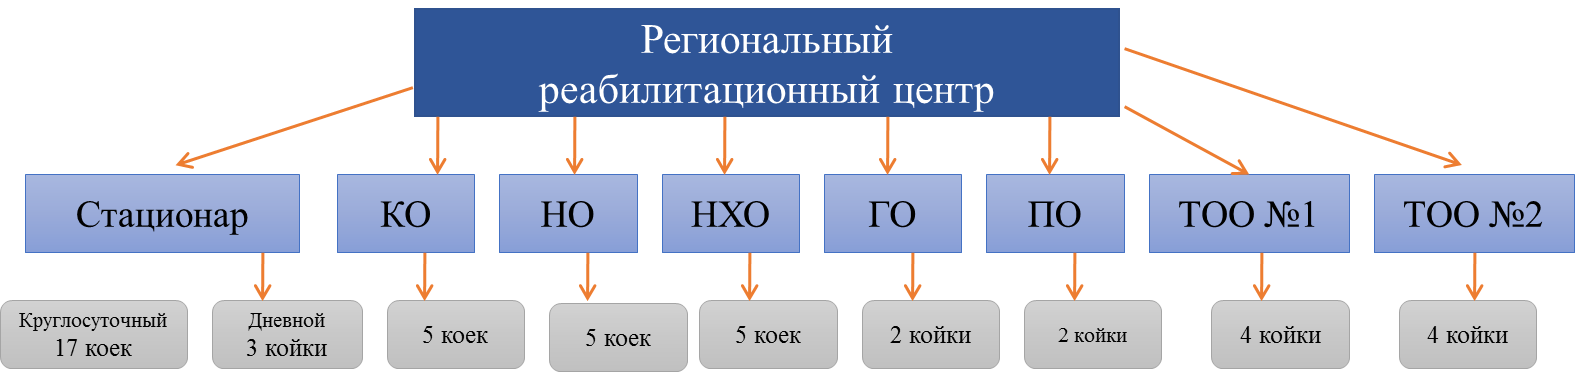 Региональный
реабилитационный центр
Стационар
КО
НО
НХО
ГО
ПО
ТОО №1
ТОО №2
Круглосуточный
17 коек
Дневной
3 койки
5 коек
5 коек
5 коек
2 койки
2 койки
4 койки
4 койки